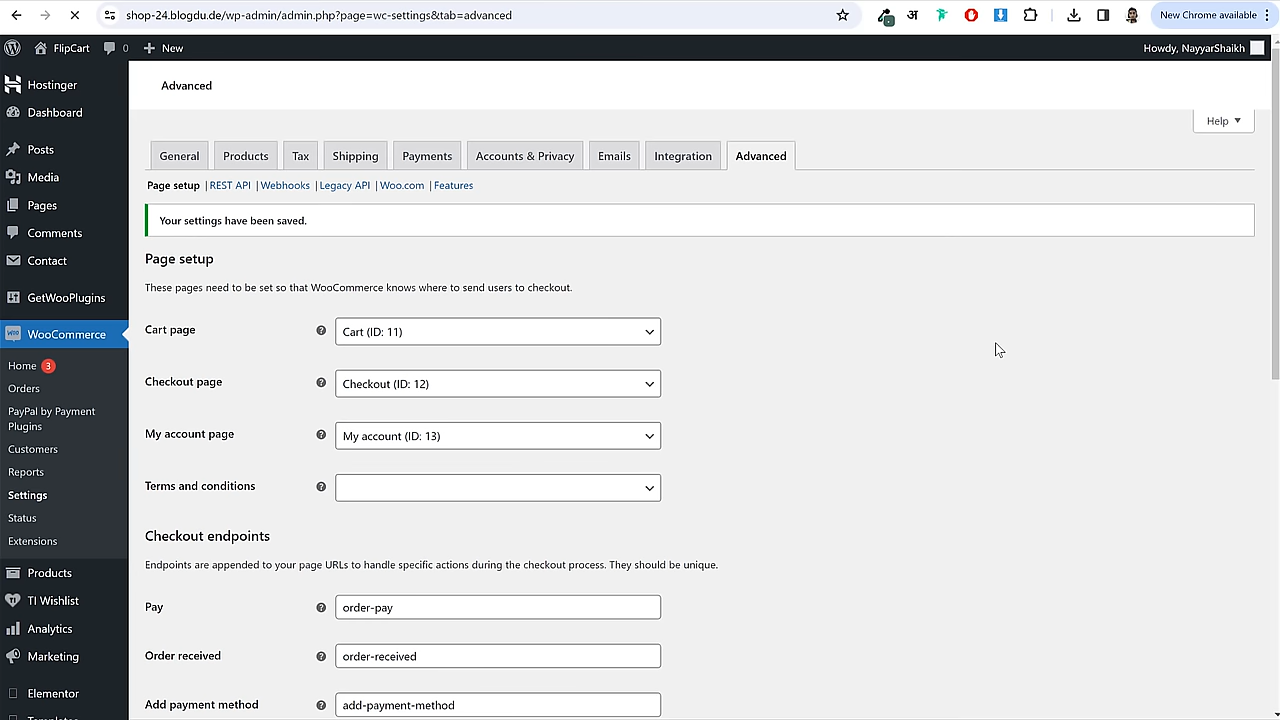 shop-24.blogdu.de/wp-admin/admin.php?page=wc-settings&tab=advanced
अ
New Chrome available
FlipCart
0
New
Howdy, NayyarShaikh
Hostinger
Dashboard
Posts
Media
Pages
Comments
Contact
GetWooPlugins
WooCommerce
Home 3
Orders
PayPal by Payment
Plugins
Customers
Reports
Settings
Status
Extensions
Products
TI Wishlist
Analytics
Marketing
Elementor
Templates
Advanced
Help
General
Products
Tax
Shipping
Payments
Accounts & Privacy
Emails
Integration
Advanced
Page setup | REST API | Webhooks | Legacy API | Woo.com | Features
Your settings have been saved.
Page setup
These pages need to be set so that WooCommerce knows where to send users to checkout.
Cart page
Cart (ID: 11)
Checkout page
Checkout (ID: 12)
My account page
My account (ID: 13)
Terms and conditions
Checkout endpoints
Endpoints are appended to your page URLs to handle specific actions during the checkout process. They should be unique.
Pay
order-pay
Order received
order-received
Add payment method
add-payment-method